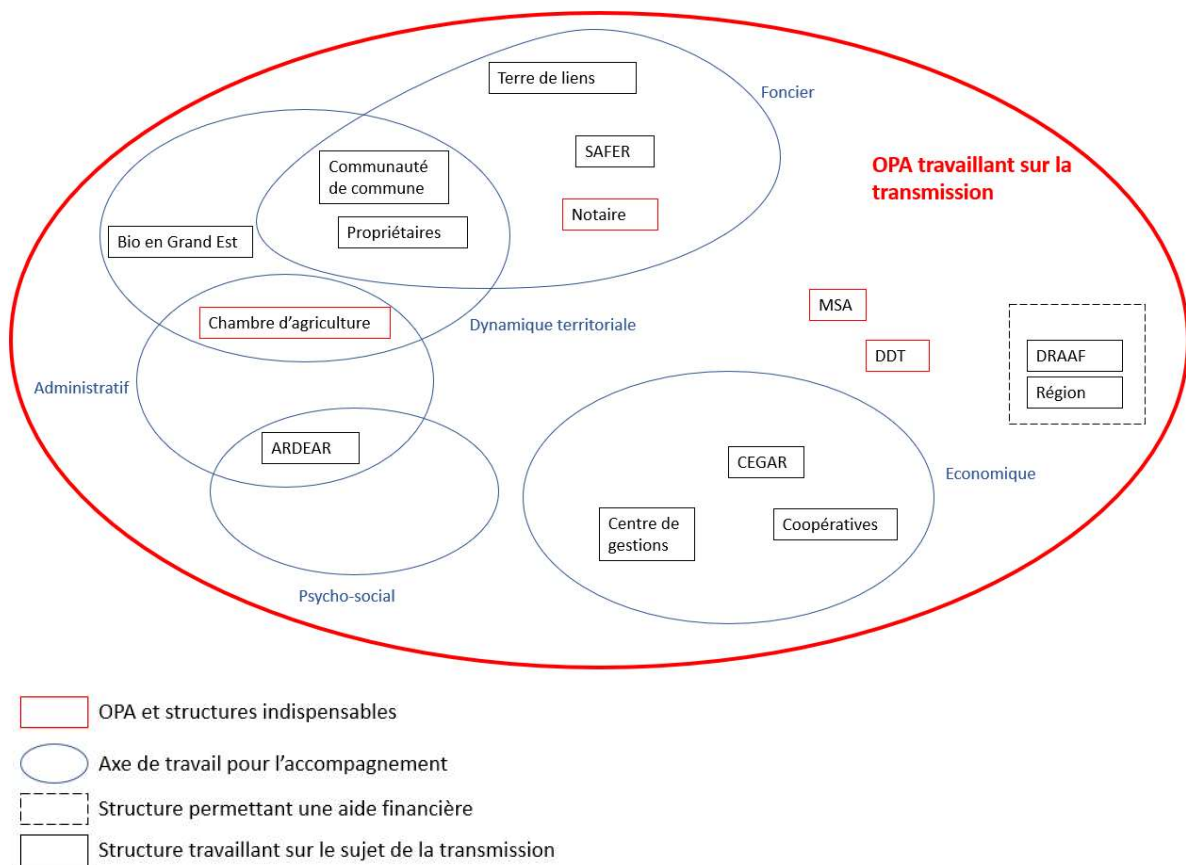 Terre de liens
Foncier
SAFER
OPA travaillant sur la
transmission
Communauté
de commune
Notaire
Propriétaires
Bio en Grand Est
MSA
Chambre d'agriculture
Dynamique territoriale
DDT
DRAAF
Région
Administratif
ARDEAR
CEGAR
Economique
Centre de
gestions
Coopératives
Psycho-social
OPA et structures indispensables
Axe de travail pour l'accompagnement
Structure permettant une aide financière
Structure travaillant sur le sujet de la transmission